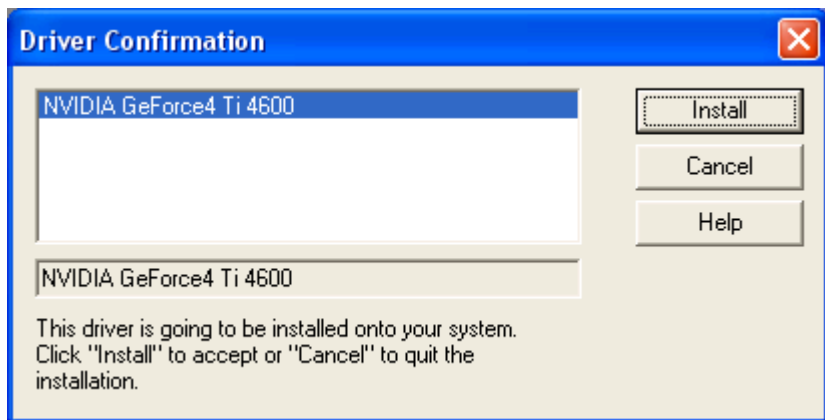 Driver Confirmation
NVIDIA GeForce4 Ti 4600
Install
Cancel
Help
NVIDIA GeForce4 Ti 4600
This driver is going to be installed onto your system.
Click "Install" to accept or "Cancel" to quit the
installation.